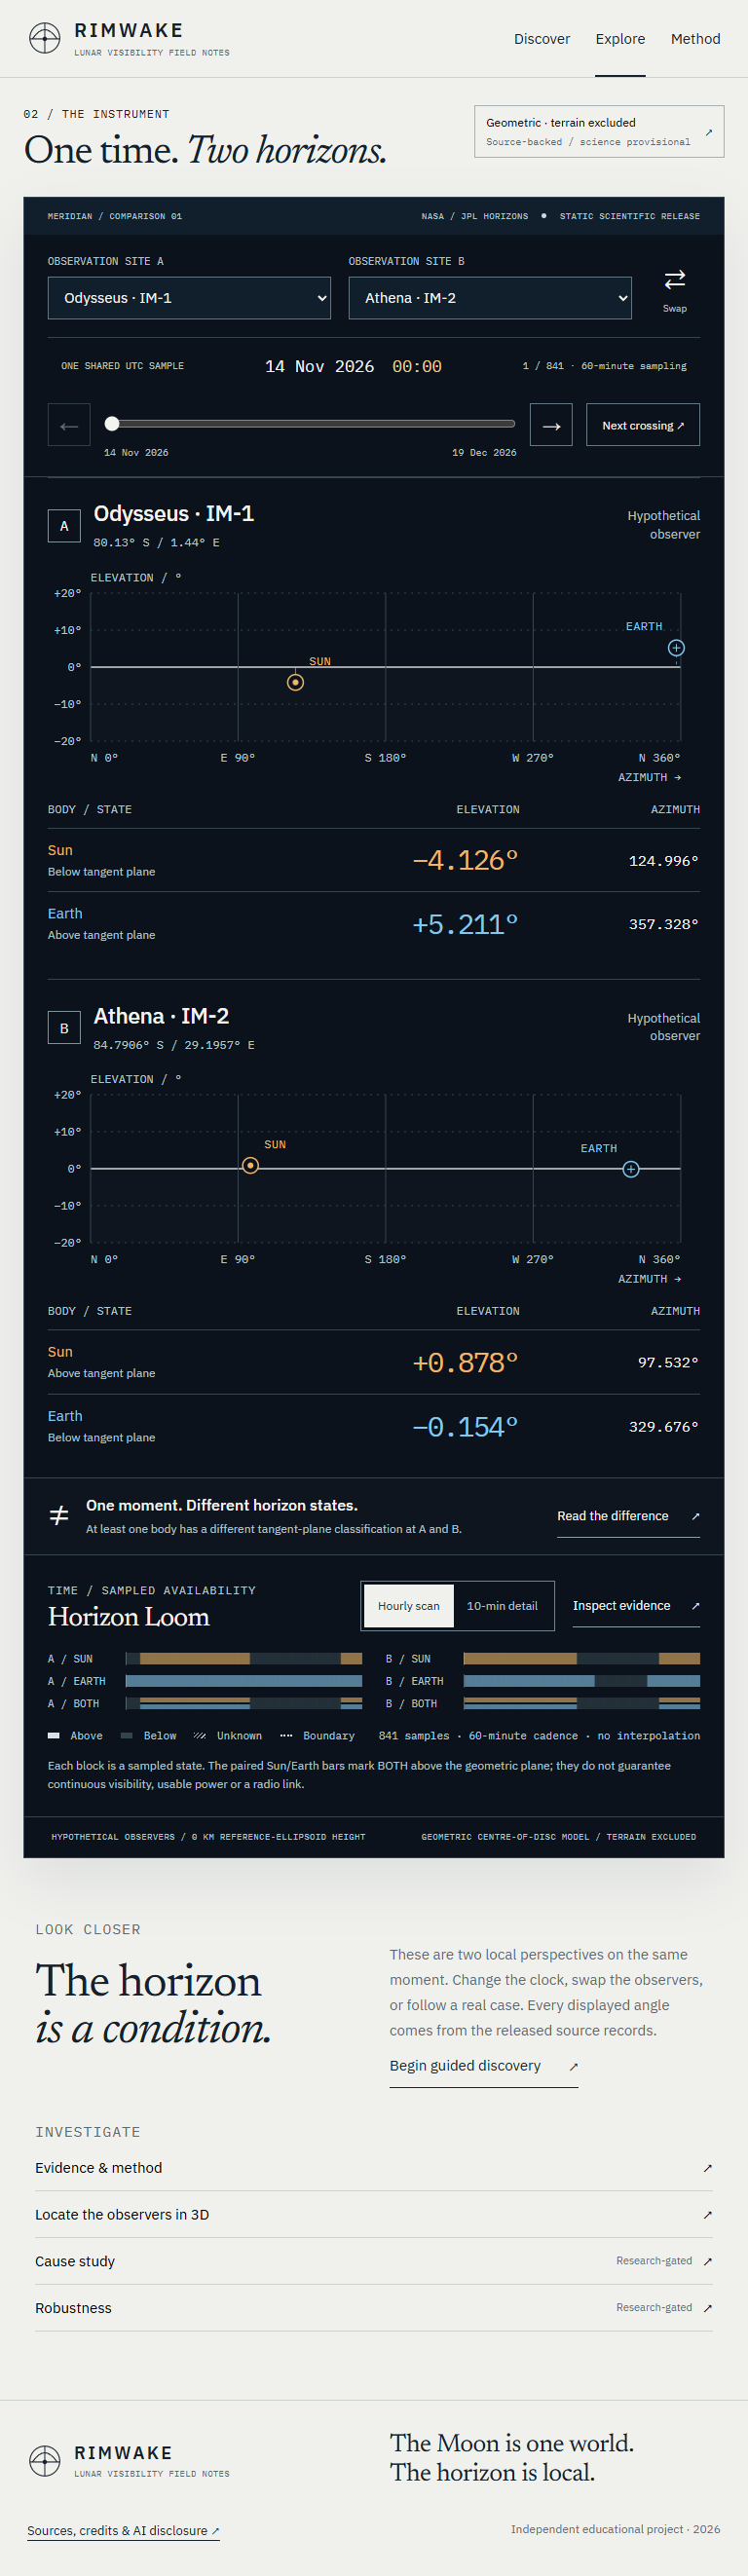 RIMWAKE
LUNAR VISIBILITY FIELD NOTES
Discover Explore Method
02 / THE INSTRUMENT
One time. Two horizons.
Geometric · terrain excluded ↗
Source-backed / science provisional
MERIDIAN / COMPARISON 01
NASA / JPL HORIZONS ● STATIC SCIENTIFIC RELEASE
OBSERVATION SITE A
Odysseus · IM-1
OBSERVATION SITE B
Athena · IM-2
⇄
Swap
ONE SHARED UTC SAMPLE
14 Nov 2026 00:00
1 / 841 · 60-minute sampling
←
→
Next crossing ↗
14 Nov 2026
19 Dec 2026
A
Odysseus · IM-1
80.13° S / 1.44° E
Hypothetical
observer
ELEVATION / °
+20°
+10°
0°
−10°
−20°
SUN
EARTH
N 0° E 90° S 180° W 270° N 360°
AZIMUTH →
BODY / STATE ELEVATION AZIMUTH
Sun
Below tangent plane
−4.126° 124.996°
Earth
Above tangent plane
+5.211° 357.328°
B
Athena · IM-2
84.7906° S / 29.1957° E
Hypothetical
observer
ELEVATION / °
+20°
+10°
0°
−10°
−20°
SUN
EARTH
N 0° E 90° S 180° W 270° N 360°
AZIMUTH →
BODY / STATE ELEVATION AZIMUTH
Sun
Above tangent plane
+0.878° 97.532°
Earth
Below tangent plane
−0.154° 329.676°
≠
One moment. Different horizon states.
At least one body has a different tangent-plane classification at A and B.
Read the difference ↗
TIME / SAMPLED AVAILABILITY
Horizon Loom
Hourly scan 10-min detail
Inspect evidence ↗
A / SUN
A / EARTH
A / BOTH
B / SUN
B / EARTH
B / BOTH
Above Below Unknown Boundary
841 samples · 60-minute cadence · no interpolation
Each block is a sampled state. The paired Sun/Earth bars mark BOTH above the geometric plane; they do not guarantee
continuous visibility, usable power or a radio link.
HYPOTHETICAL OBSERVERS / 0 KM REFERENCE-ELLIPSOID HEIGHT
GEOMETRIC CENTRE-OF-DISC MODEL / TERRAIN EXCLUDED
LOOK CLOSER
The horizon
is a condition.
These are two local perspectives on the same
moment. Change the clock, swap the observers,
or follow a real case. Every displayed angle
comes from the released source records.
Begin guided discovery ↗
INVESTIGATE
Evidence & method ↗
Locate the observers in 3D ↗
Cause study Research-gated ↗
Robustness Research-gated ↗
RIMWAKE
LUNAR VISIBILITY FIELD NOTES
The Moon is one world.
The horizon is local.
Sources, credits & AI disclosure ↗
Independent educational project · 2026